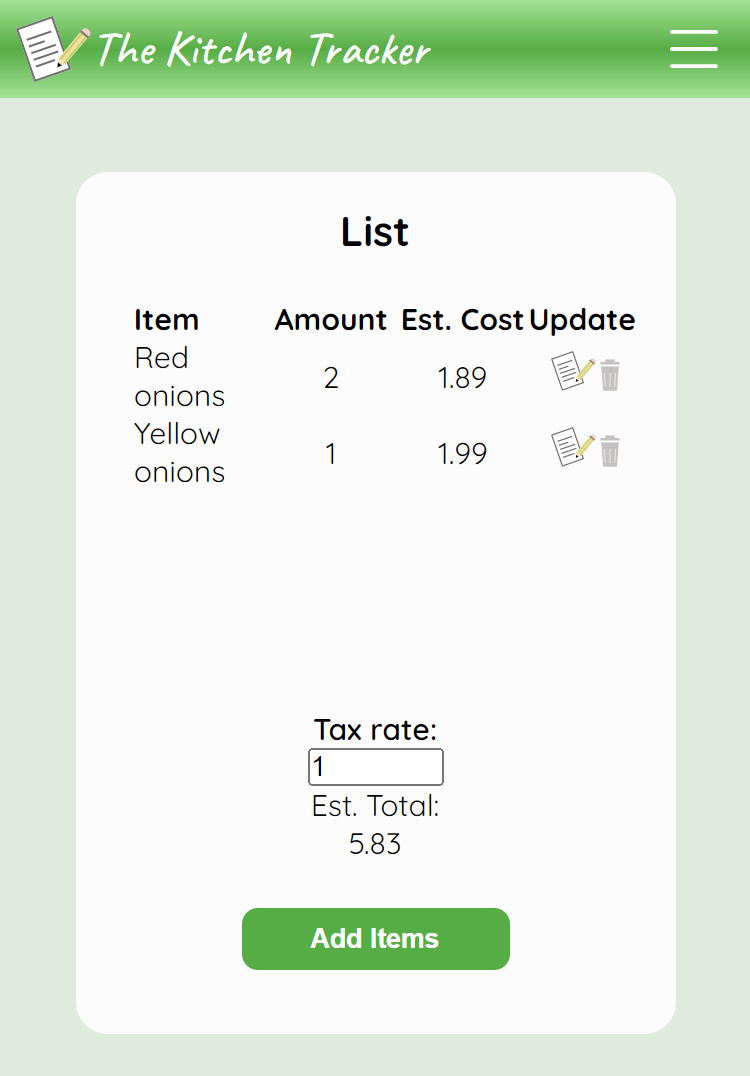 The Kitchen Tracker
List
Item Amount Est. Cost Update
Red
onions 2 1.89
Yellow
onions 1 1.99
Tax rate:
1
Est. Total:
5.83
Add Items